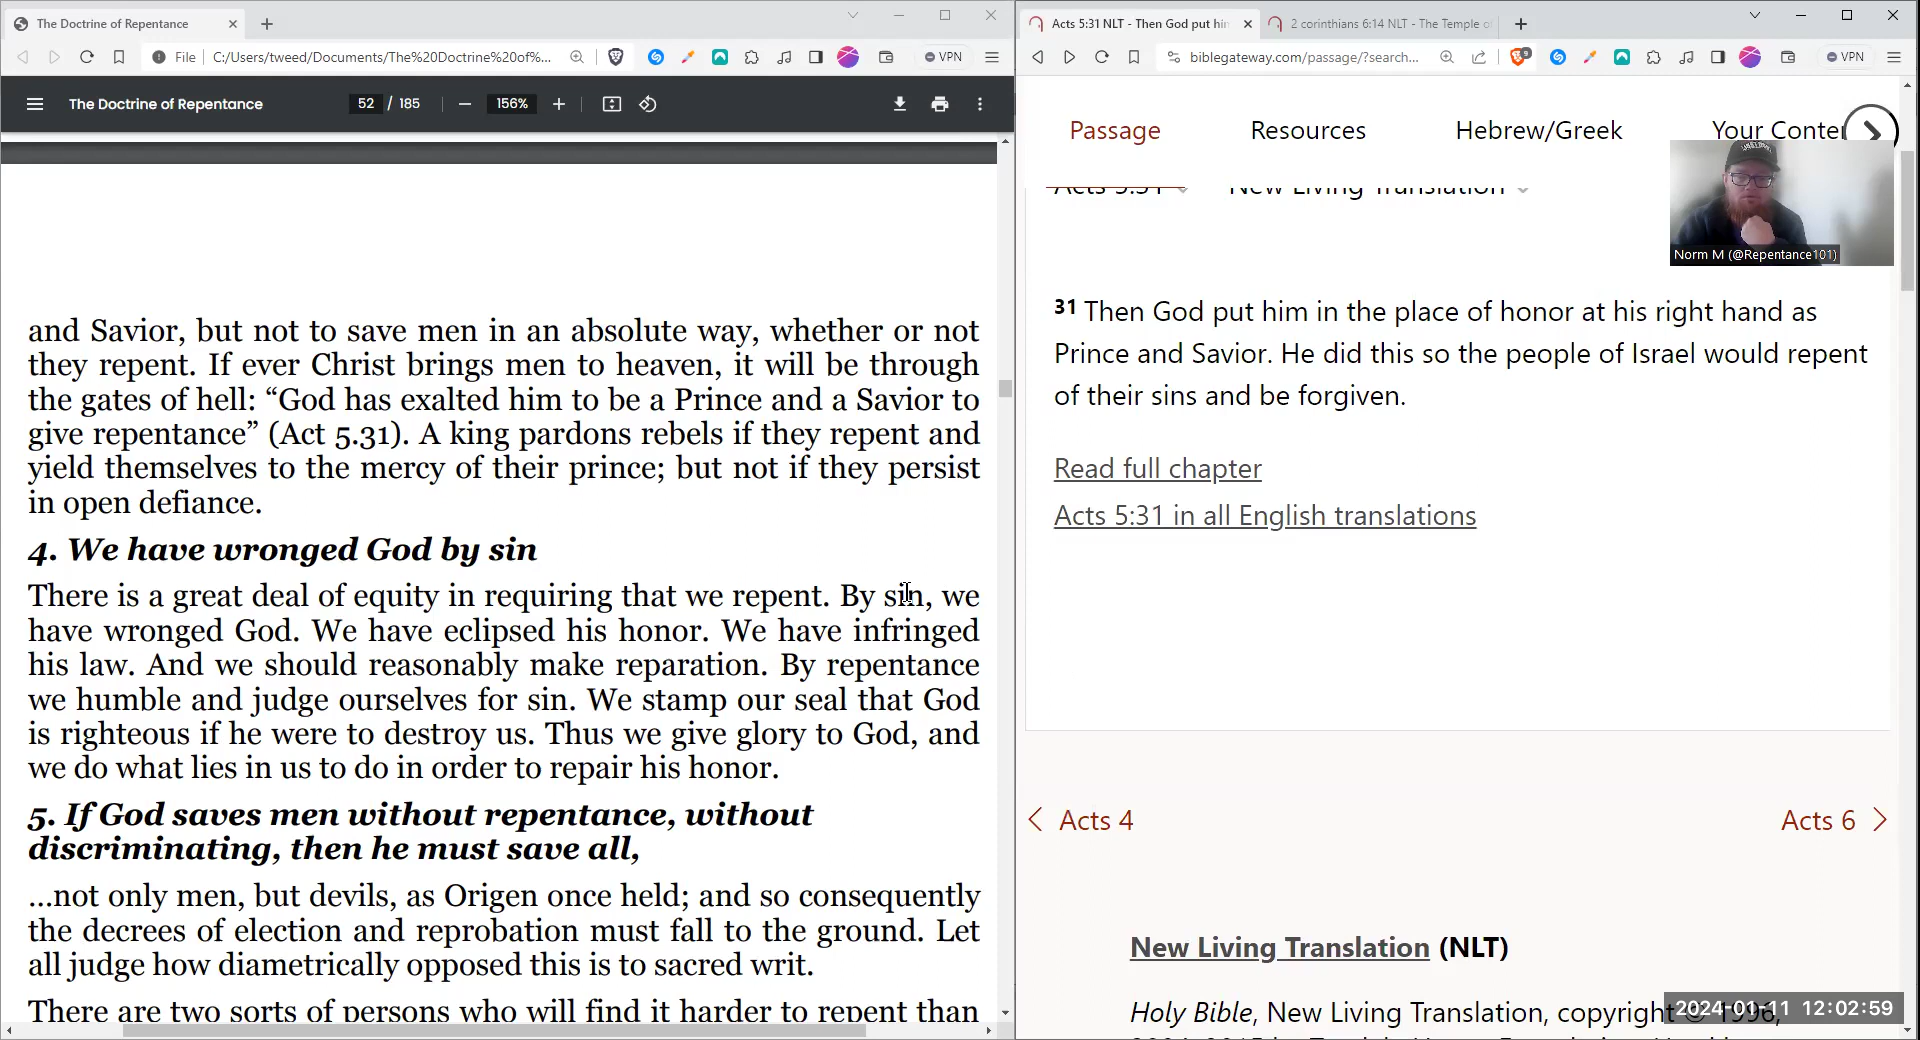 The Doctrine of Repentance
File
C:/Users/tweed/Documents/The%20Doctrine%20of%...
VPN
The Doctrine of Repentance
52 / 185
156%
and Savior, but not to save men in an absolute way, whether or not
they repent. If ever Christ brings men to heaven, it will be through
the gates of hell: “God has exalted him to be a Prince and a Savior to
give repentance” (Act 5.31). A king pardons rebels if they repent and
yield themselves to the mercy of their prince; but not if they persist
in open defiance.
4. We have wronged God by sin
There is a great deal of equity in requiring that we repent. By sin, we
have wronged God. We have eclipsed his honor. We have infringed
his law. And we should reasonably make reparation. By repentance
we humble and judge ourselves for sin. We stamp our seal that God
is righteous if he were to destroy us. Thus we give glory to God, and
we do what lies in us to do in order to repair his honor.
5. If God saves men without repentance, without
discriminating, then he must save all,
...not only men, but devils, as Origen once held; and so consequently
the decrees of election and reprobation must fall to the ground. Let
all judge how diametrically opposed this is to sacred writ.
There are two sorts of persons who will find it harder to repent than
Acts 5:31 NLT - Then God put him
2 corinthians 6:14 NLT - The Temple of
biblegateway.com/passage/?search...
9
VPN
Passage
Resources
Hebrew/Greek
Your Conte
Acts 5:31
New Living Translation
Norm M (@Repentance101)
31 Then God put him in the place of honor at his right hand as
Prince and Savior. He did this so the people of Israel would repent
of their sins and be forgiven.
Read full chapter
Acts 5:31 in all English translations
Acts 4
Acts 6
New Living Translation (NLT)
Holy Bible, New Living Translation, copyright © 1996,
2024-01-11 12:02:59